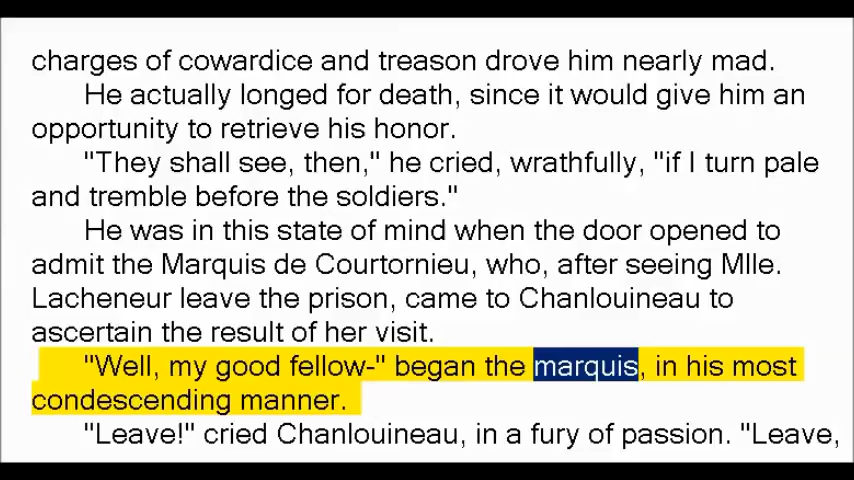 charges of cowardice and treason drove him nearly mad.
He actually longed for death, since it would give him an
opportunity to retrieve his honor.
"They shall see, then," he cried, wrathfully, "if I turn pale
and tremble before the soldiers."
He was in this state of mind when the door opened to
admit the Marquis de Courtornieu, who, after seeing Mlle.
Lacheneur leave the prison, came to Chanlouineau to
ascertain the result of her visit.
"Well, my good fellow-" began the marquis, in his most
condescending manner.
"Leave!" cried Chanlouineau, in a fury of passion. "Leave,